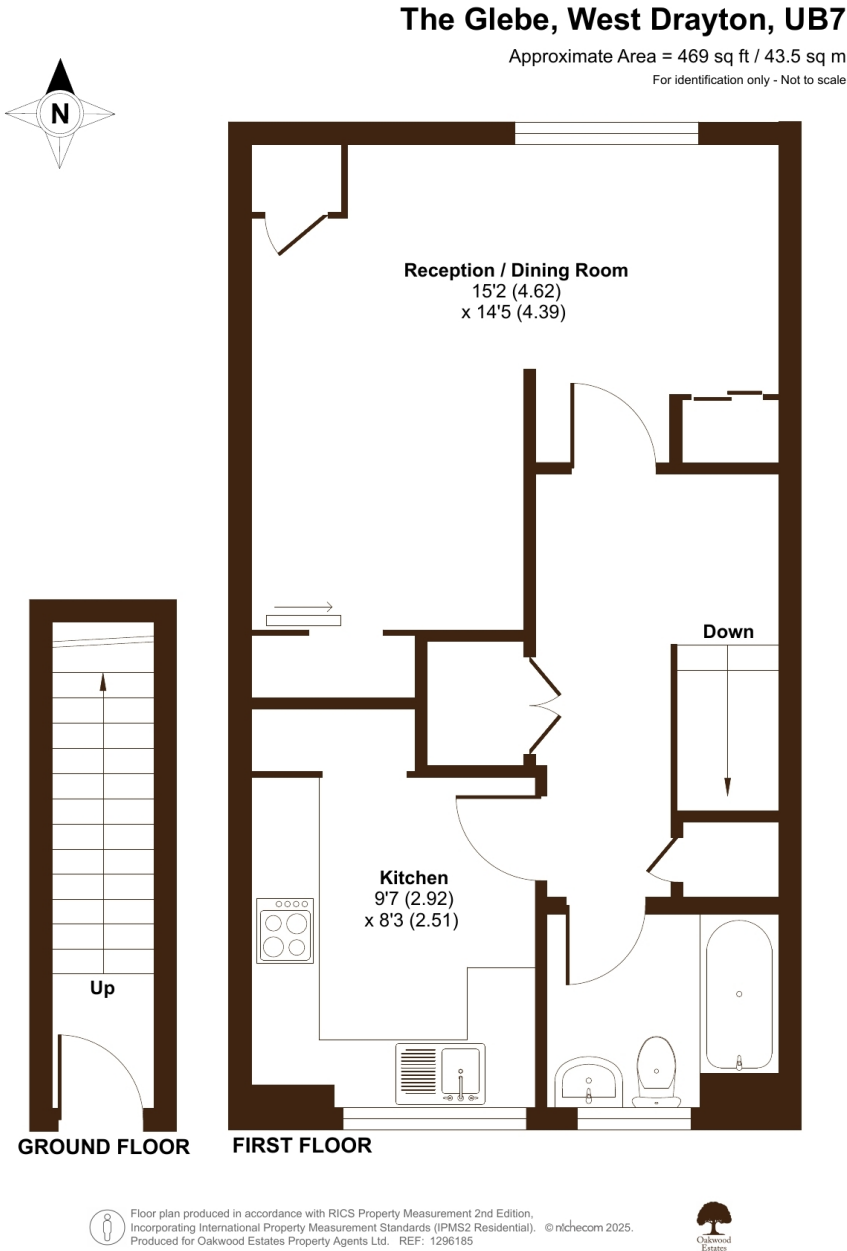 The Glebe, West Drayton, UB7
Approximate Area = 469 sq ft / 43.5 sq m
For identification only - Not to scale
N
Reception / Dining Room
15'2 (4.62)
x 14'5 (4.39)
Down
Kitchen
9'7 (2.92)
x 8'3 (2.51)
Up
GROUND FLOOR
FIRST FLOOR
Floor plan produced in accordance with RICS Property Measurement 2nd Edition,
Incorporating International Property Measurement Standards (IPMS2 Residential). © nichecom 2025.
Produced for Oakwood Estates Property Agents Ltd. REF: 1296185
Oakwood
Estates